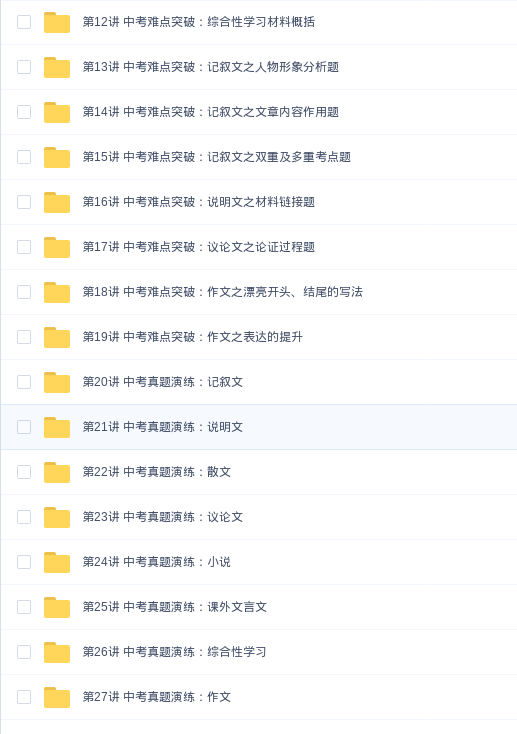 第12讲 中考难点突破：综合性学习材料概括
第13讲 中考难点突破：记叙文之人物形象分析题
第14讲 中考难点突破：记叙文之文章内容作用题
第15讲 中考难点突破：记叙文之双重及多重考点题
第16讲 中考难点突破：说明文之材料链接题
第17讲 中考难点突破：议论文之论证过程题
第18讲 中考难点突破：作文之漂亮开头、结尾的写法
第19讲 中考难点突破：作文之表达的提升
第20讲 中考真题演练：记叙文
第21讲 中考真题演练：说明文
第22讲 中考真题演练：散文
第23讲 中考真题演练：议论文
第24讲 中考真题演练：小说
第25讲 中考真题演练：课外文言文
第26讲 中考真题演练：综合性学习
第27讲 中考真题演练：作文